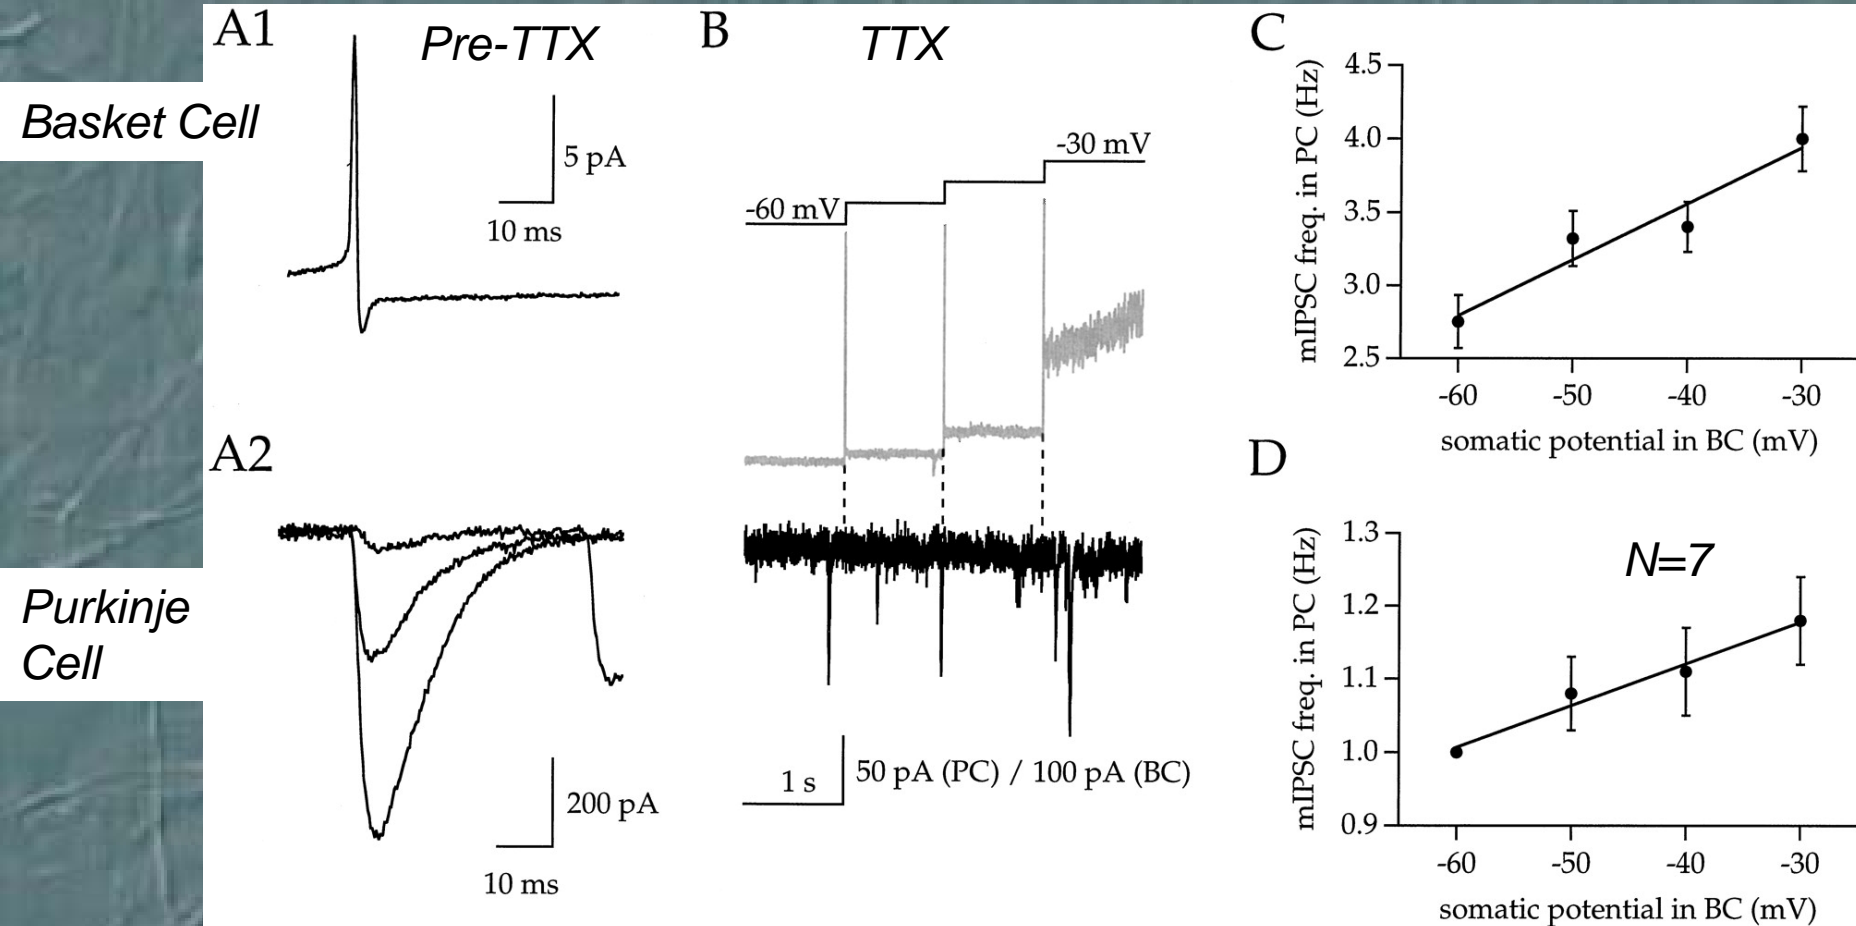 A1
Pre-TTX
Basket Cell
5 pA
10 ms
A2
Purkinje
Cell
200 pA
10 ms
B
TTX
-30 mV
-60 mV
1 s
50 pA (PC) / 100 pA (BC)
C
mIPSC freq. in PC (Hz)
4.5
4.0
3.5
3.0
2.5
-60
-50
-40
-30
somatic potential in BC (mV)
D
N=7
mIPSC freq. in PC (Hz)
1.3
1.2
1.1
1.0
0.9
-60
-50
-40
-30
somatic potential in BC (mV)